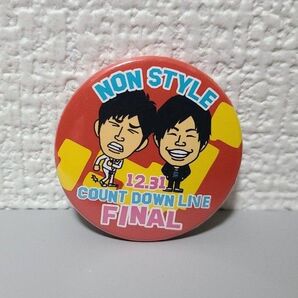 NON STYLE
12.31
COUNT DOWN LIVE
FINAL